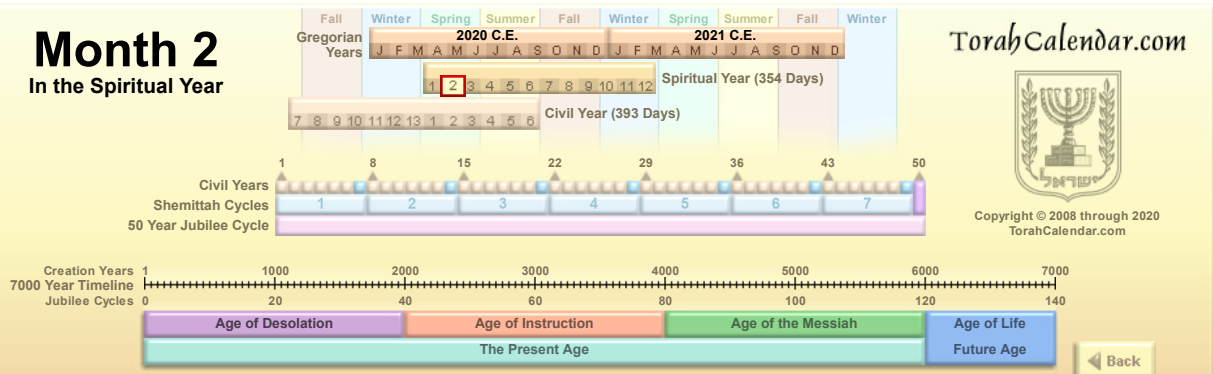 Month 2
In the Spiritual Year
Fall Winter Spring Summer Fall Winter Spring Summer Fall Winter
Gregorian Years
2020 C.E. 2021 C.E.
J F M A M J J A S O N D J F M A M J J A S O N D
1 2 3 4 5 6 7 8 9 10 11 12 Spiritual Year (354 Days)
7 8 9 10 11 12 13 1 2 3 4 5 6 Civil Year (393 Days)
TorahCalendar.com
ישראל
Copyright © 2008 through 2020
TorahCalendar.com
1 8 15 22 29 36 43 50
Civil Years
Shemittah Cycles 1 2 3 4 5 6 7
50 Year Jubilee Cycle
Creation Years 1 1000 2000 3000 4000 5000 6000 7000
7000 Year Timeline
Jubilee Cycles 0 20 40 60 80 100 120 140
Age of Desolation Age of Instruction Age of the Messiah Age of Life
The Present Age Future Age
Back